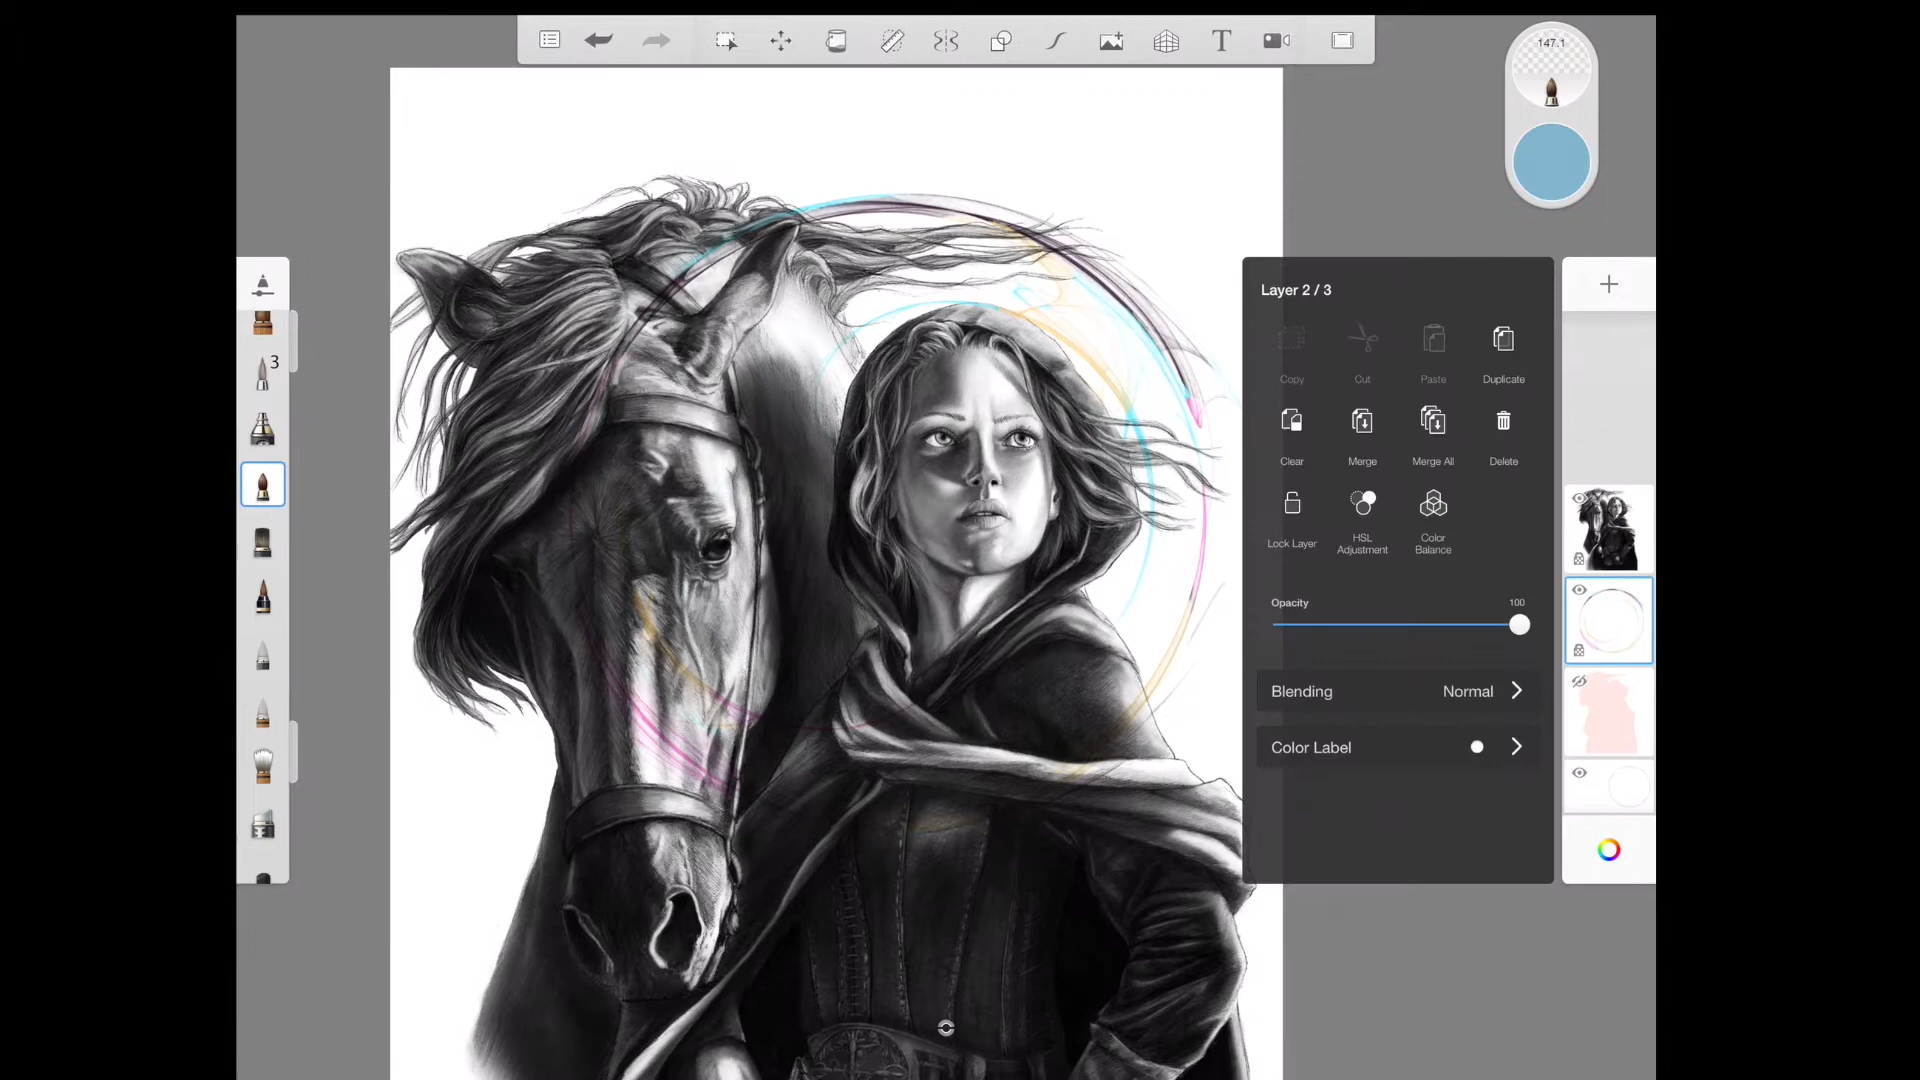 147.1
3
Layer 2 / 3
Copy Cut Paste Duplicate
Clear Merge Merge All Delete
Lock Layer HSL Adjustment Color Balance
Opacity 100
Blending Normal
Color Label
T